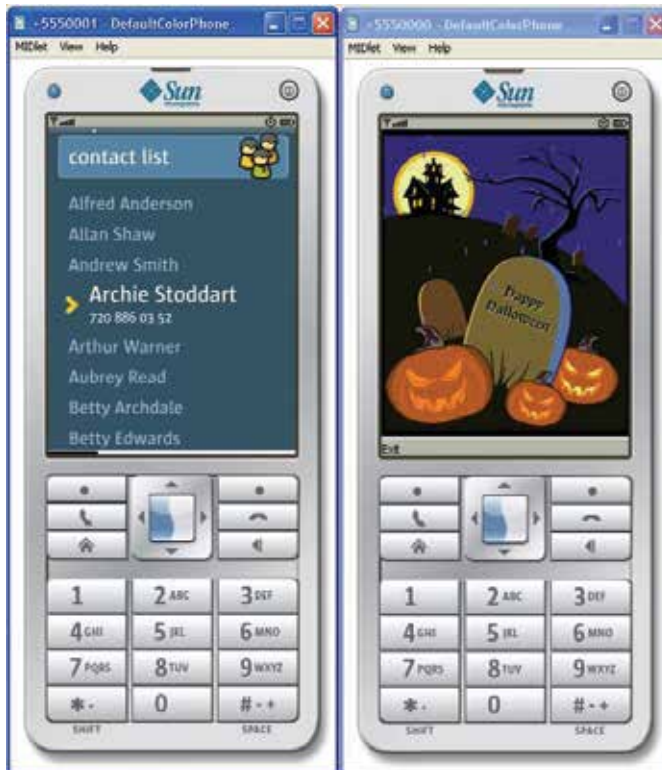 +5550001 - DefaultColorPhone
MIDlet View Help
Sun
contact list
Alfred Anderson
Allan Shaw
Andrew Smith
Archie Stoddart
720 886 03 52
Arthur Warner
Aubrey Read
Betty Archdale
Betty Edwards
1 2 ABC 3 DEF
4 GHI 5 JKL 6 MNO
7 PQRS 8 TUV 9 WXYZ
* . 0 # - +
SHIFT SPACE
+5550000 - DefaultColorPhone
MIDlet View Help
Sun
Happy
Halloween
Exit
1 2 ABC 3 DEF
4 GHI 5 JKL 6 MNO
7 PQRS 8 TUV 9 WXYZ
* . 0 # - +
SHIFT SPACE